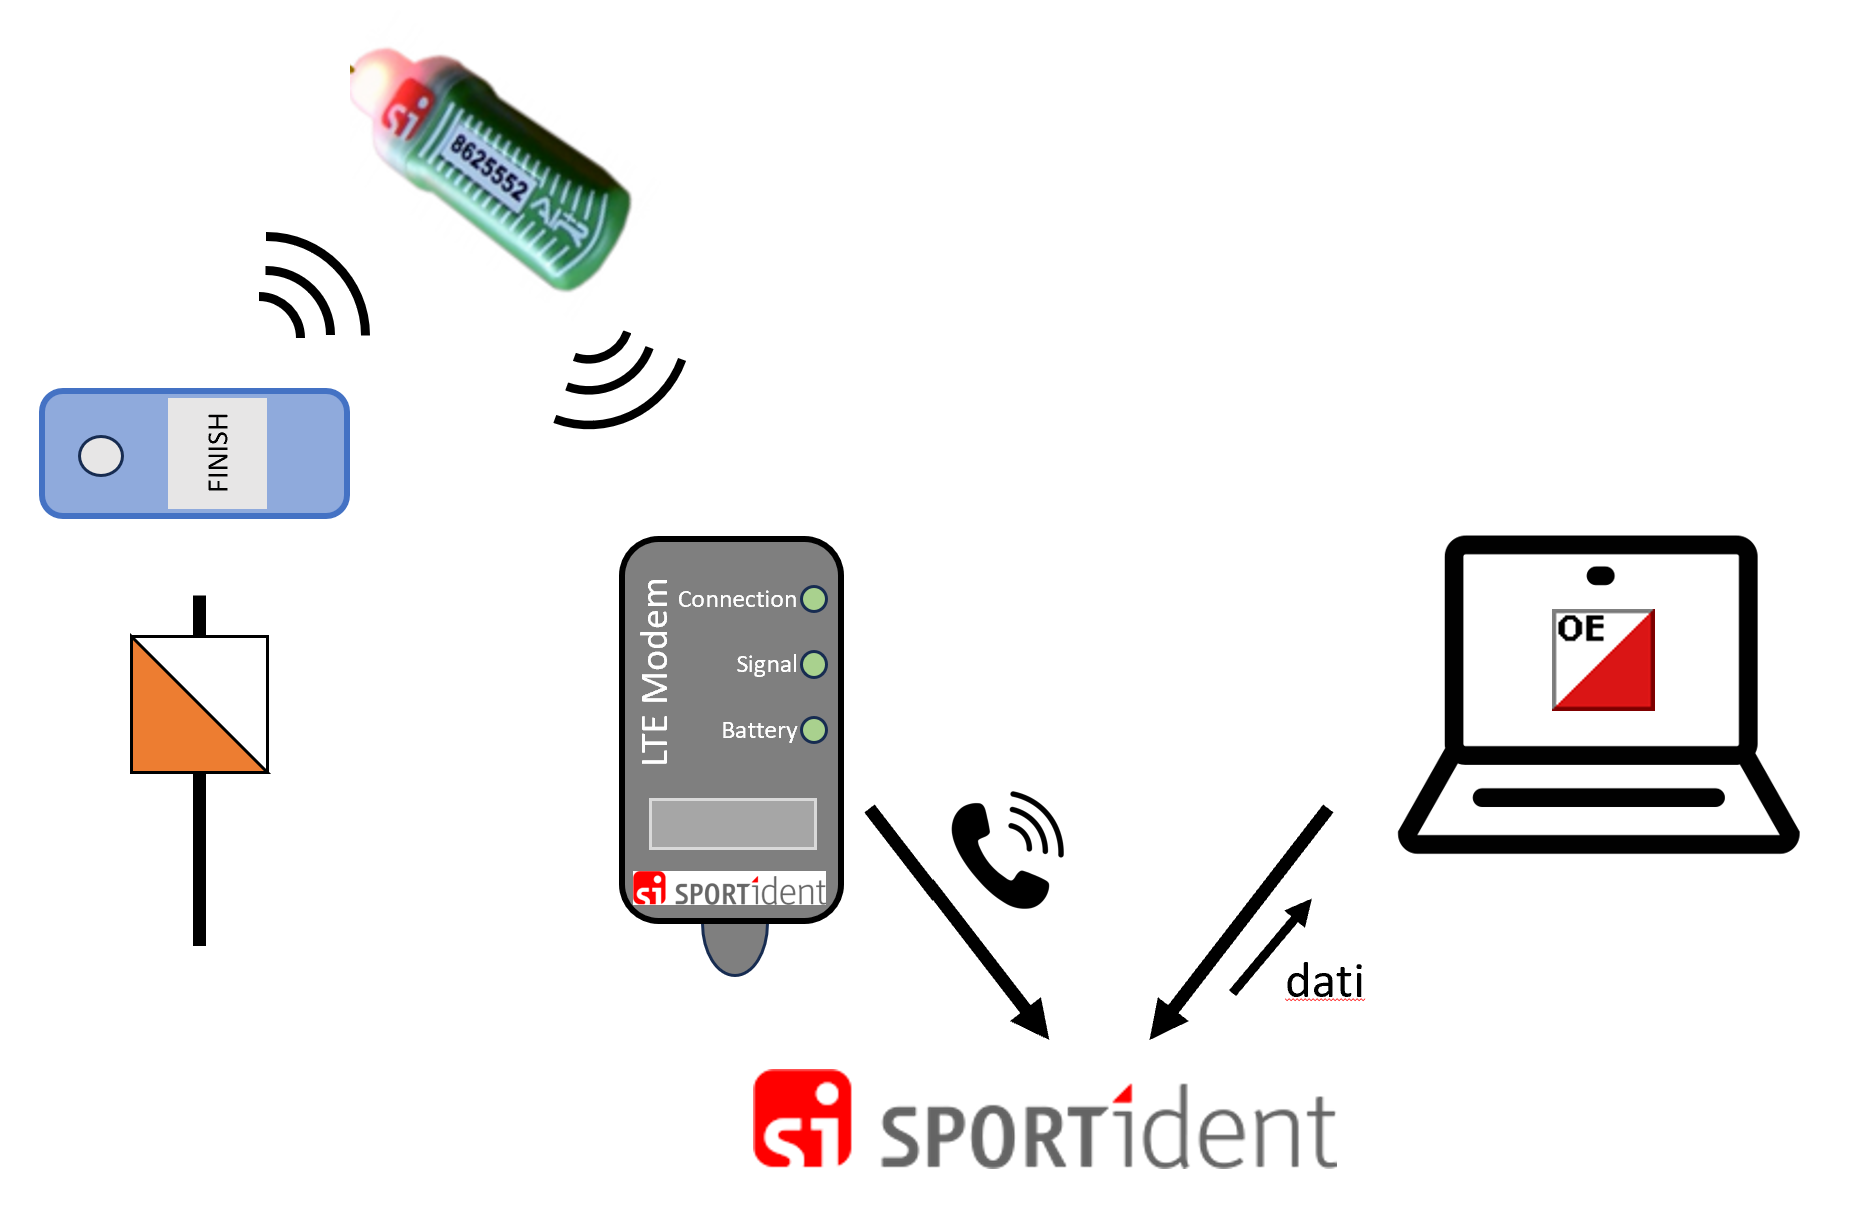 si
8625552
AIR
FINISH
LTE Modem
Connection
Signal
Battery
si SPORTident
OE
dati
si SPORTident